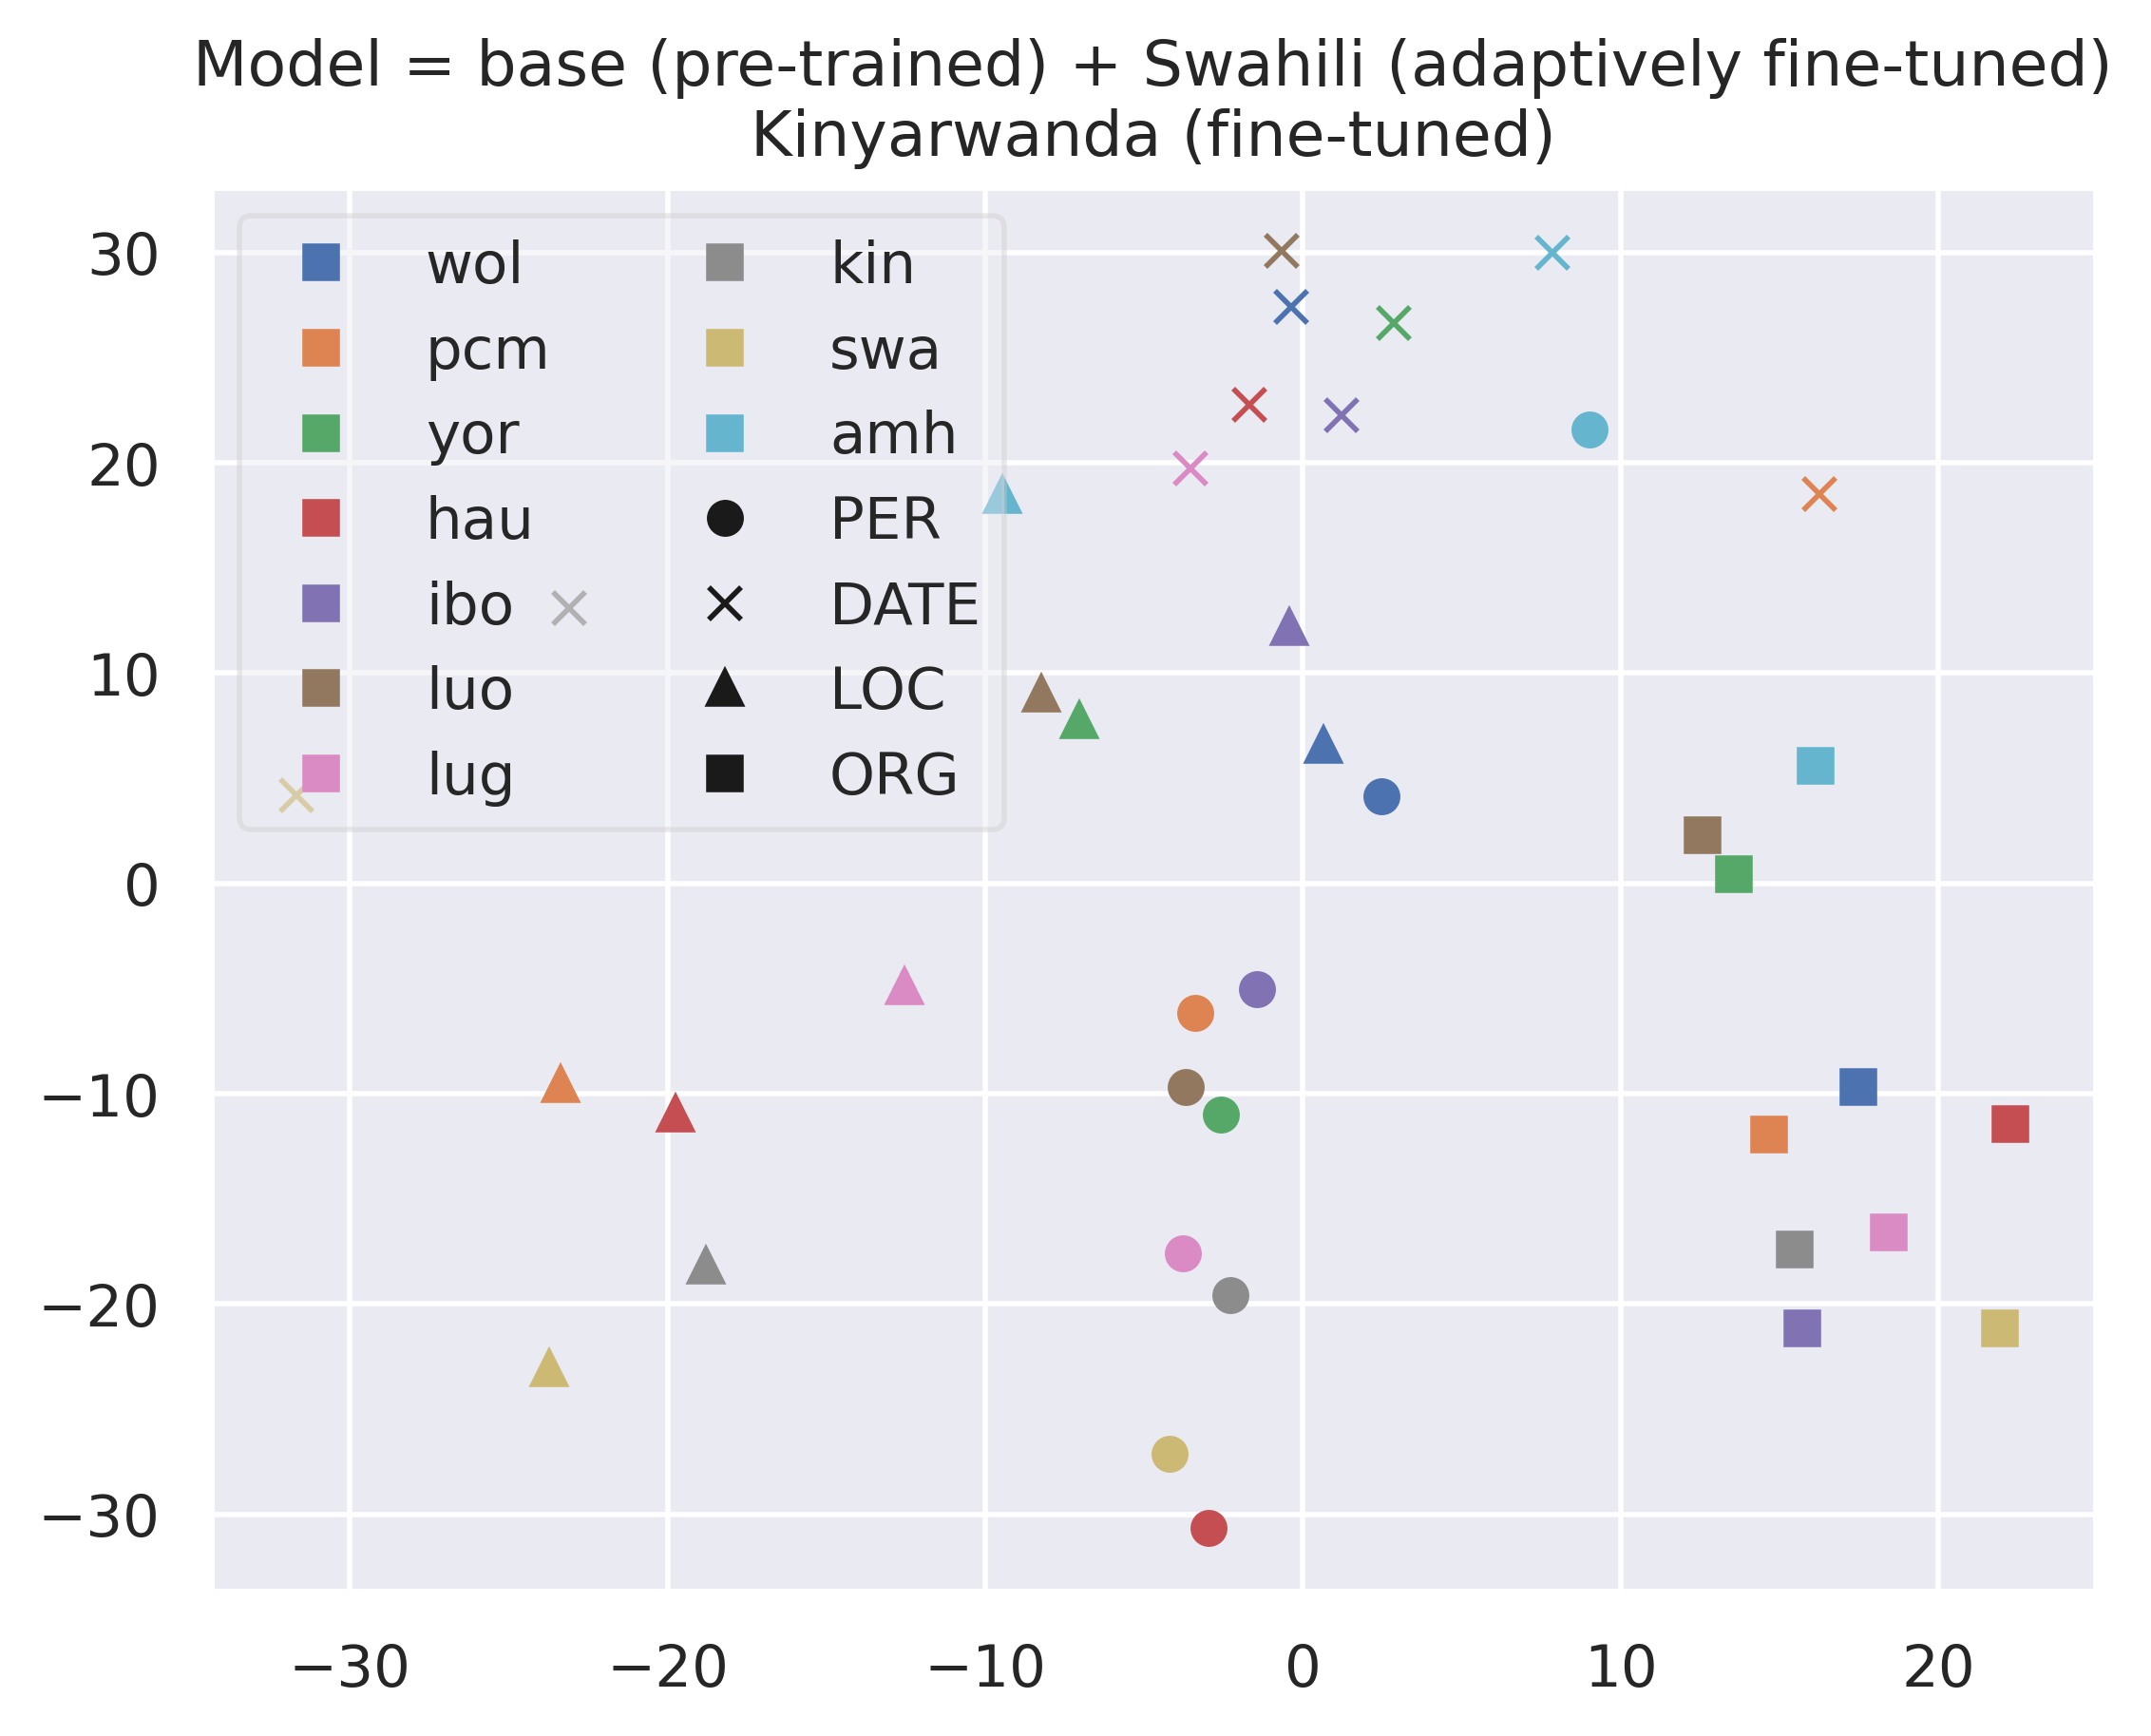 Model = base (pre-trained) + Swahili (adaptively fine-tuned)
Kinyarwanda (fine-tuned)
30
20
10
0
−10
−20
−30
wol
pcm
yor
hau
ibo
luo
lug
kin
swa
amh
PER
DATE
LOC
ORG
−30 −20 −10 0 10 20